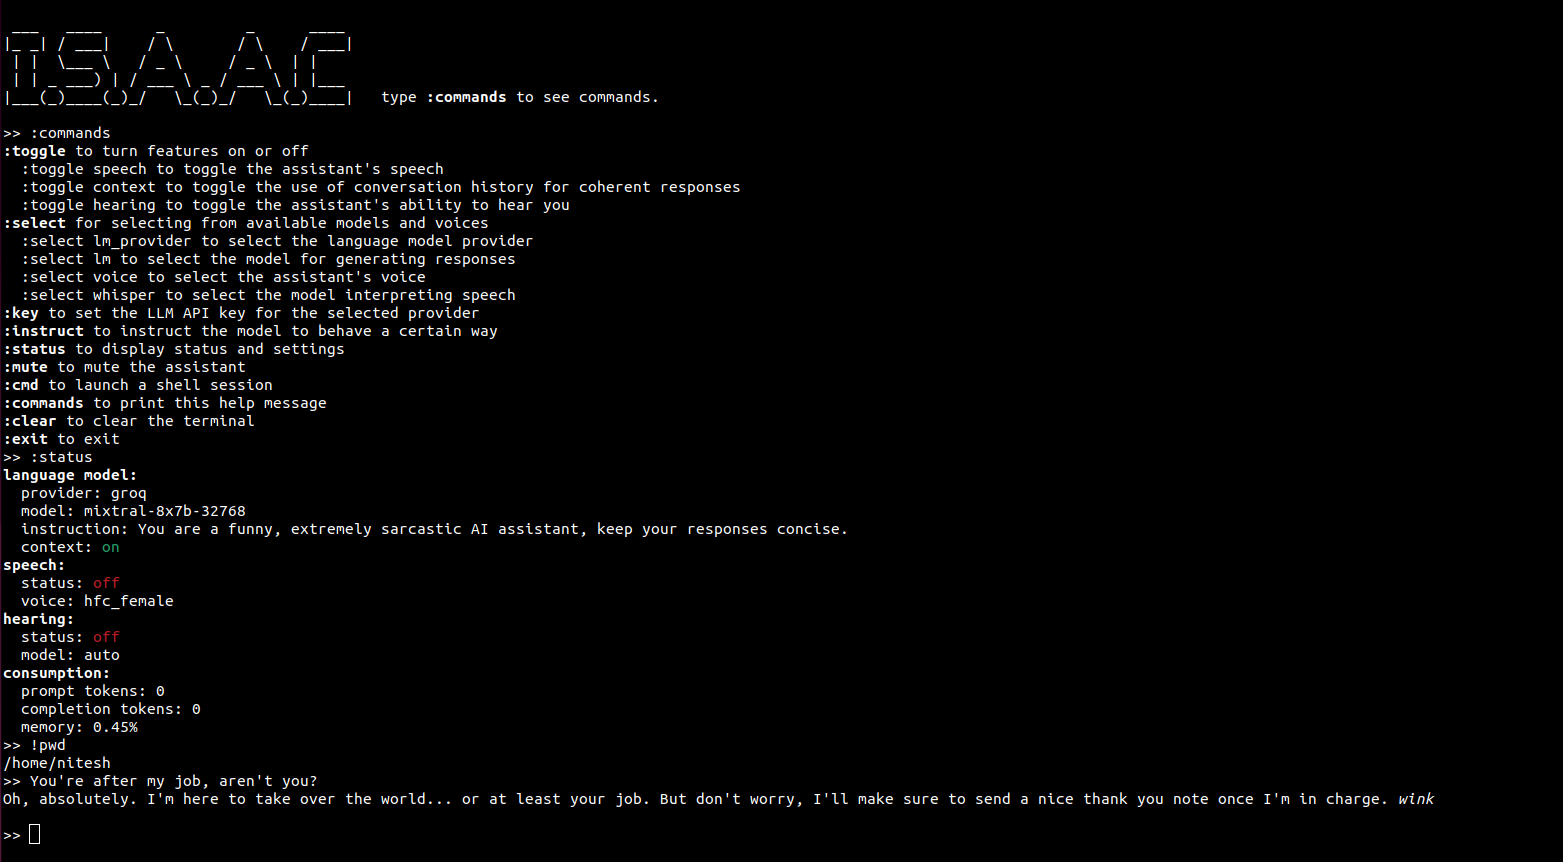 I.S.A.A.C type :commands to see commands.
>> :commands
:toggle to turn features on or off
  :toggle speech to toggle the assistant's speech
  :toggle context to toggle the use of conversation history for coherent responses
  :toggle hearing to toggle the assistant's ability to hear you
:select for selecting from available models and voices
  :select lm_provider to select the language model provider
  :select lm to select the model for generating responses
  :select voice to select the assistant's voice
  :select whisper to select the model interpreting speech
:key to set the LLM API key for the selected provider
:instruct to instruct the model to behave a certain way
:status to display status and settings
:mute to mute the assistant
:cmd to launch a shell session
:commands to print this help message
:clear to clear the terminal
:exit to exit
>> :status
language model:
  provider: groq
  model: mixtral-8x7b-32768
  instruction: You are a funny, extremely sarcastic AI assistant, keep your responses concise.
  context: on
speech:
  status: off
  voice: hfc_female
hearing:
  status: off
  model: auto
consumption:
  prompt tokens: 0
  completion tokens: 0
  memory: 0.45%
>> !pwd
/home/nitesh
>> You're after my job, aren't you?
Oh, absolutely. I'm here to take over the world... or at least your job. But don't worry, I'll make sure to send a nice thank you note once I'm in charge. wink
>>